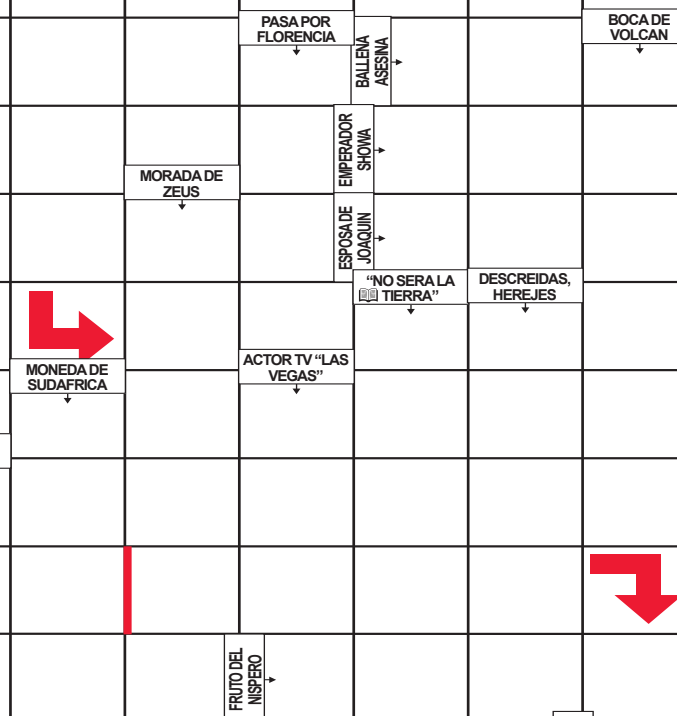 PASA POR
FLORENCIA
BALLENA
ASESINA
BOCA DE
VOLCAN
EMPERADOR
SHOWA
MORADA DE
ZEUS
ESPOSA DE
JOAQUIN
“NO SERA LA
TIERRA”
DESCREIDAS,
HEREJES
MONEDA DE
SUDAFRICA
ACTOR TV “LAS
VEGAS”
FRUTO DEL
NISPERO